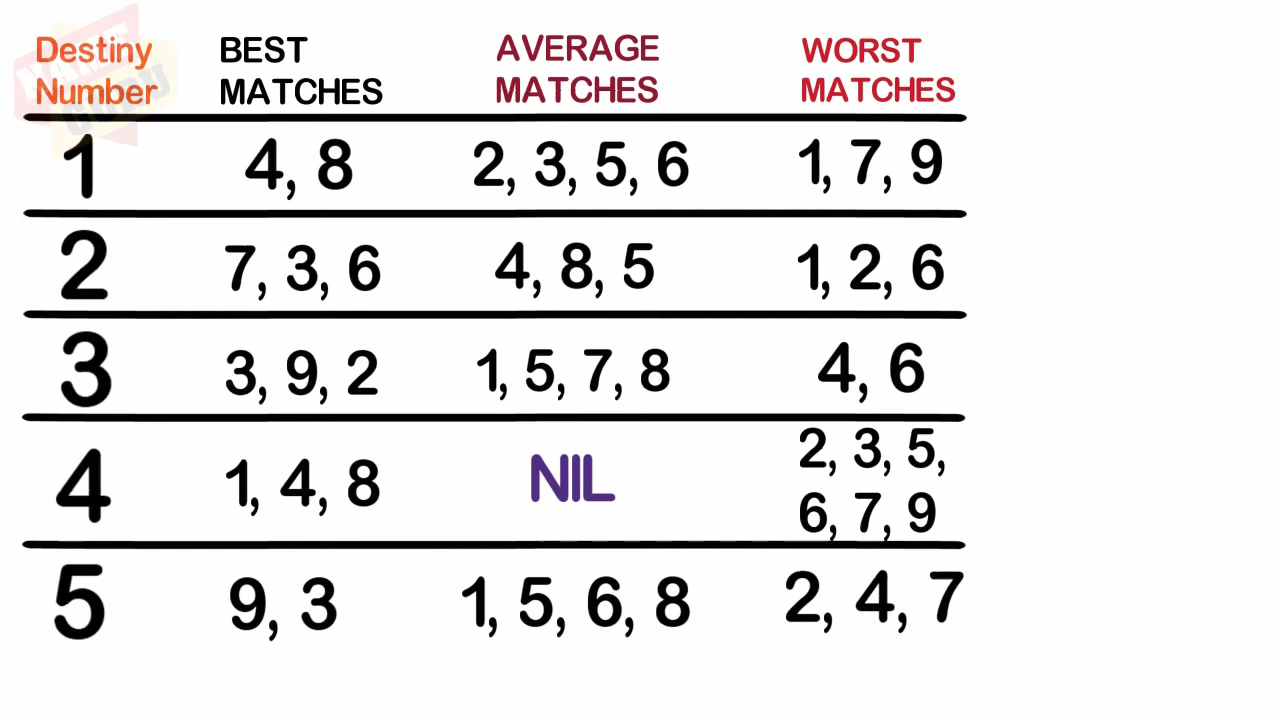 Destiny Number
BEST MATCHES
AVERAGE MATCHES
WORST MATCHES
1
4, 8
2, 3, 5, 6
1, 7, 9
2
7, 3, 6
4, 8, 5
1, 2, 6
3
3, 9, 2
1, 5, 7, 8
4, 6
4
1, 4, 8
NIL
2, 3, 5,
6, 7, 9
5
9, 3
1, 5, 6, 8
2, 4, 7